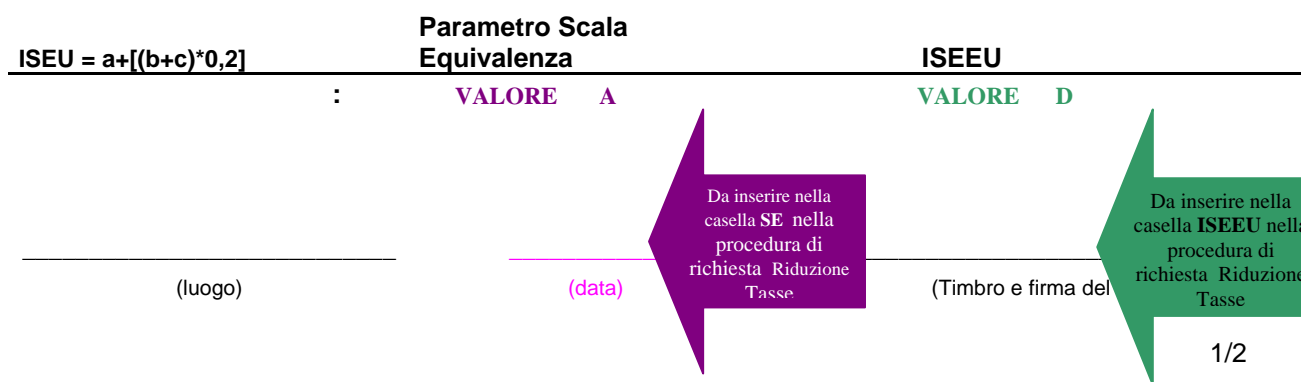 Parametro Scala
ISEU = a+[(b+c)*0,2] Equivalenza ISEEU
: VALORE A VALORE D
Da inserire nella
casella SE nella
procedura di
richiesta Riduzione
Tasse
Da inserire nella
casella ISEEU nella
procedura di
richiesta Riduzione
Tasse
(luogo) (data) (Timbro e firma del
1/2